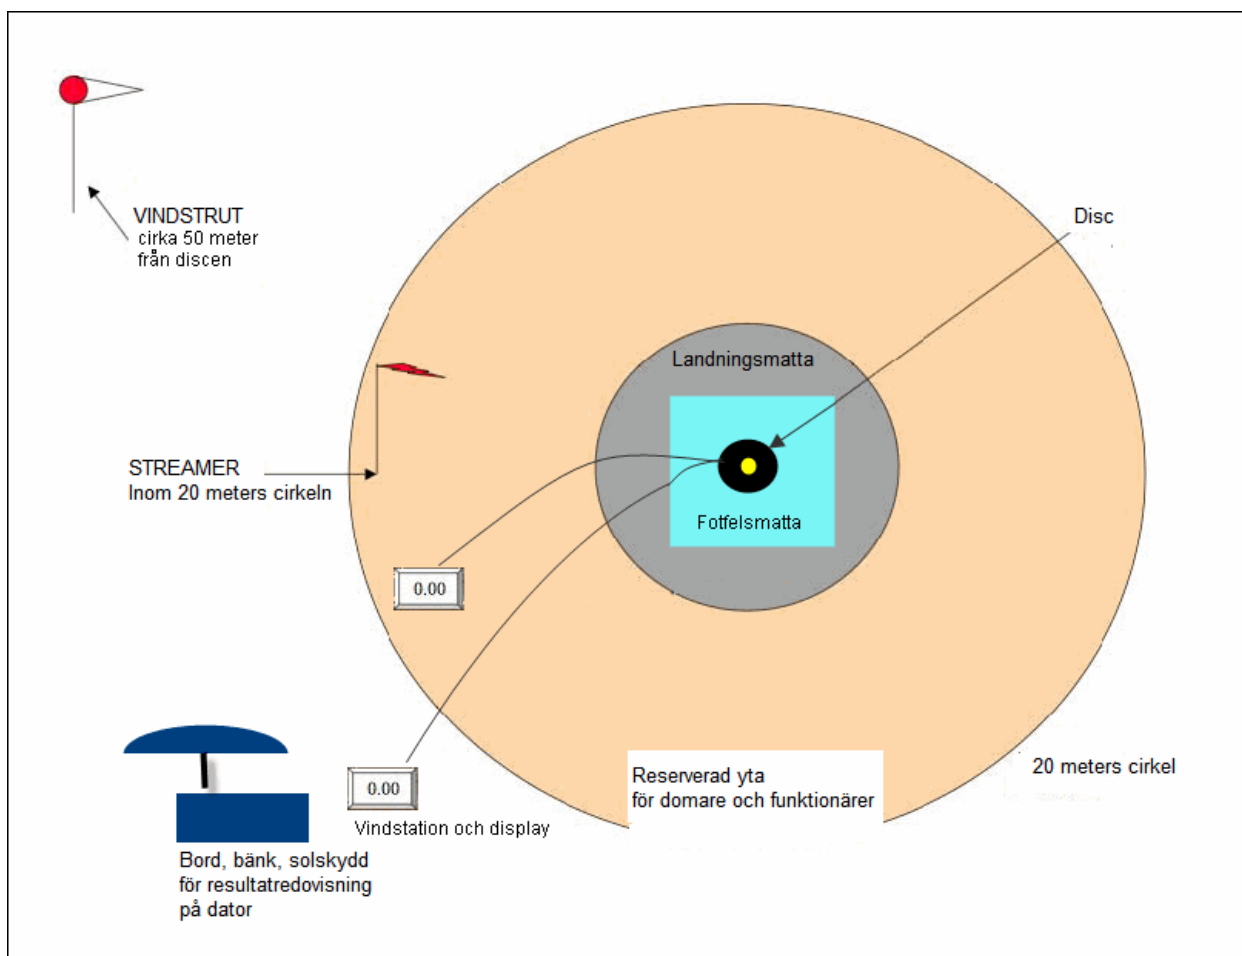 VINDSTRUT
cirka 50 meter
från discen
Disc
Landningsmatta
STREAMER
Inom 20 meters cirkeln
Fotfelsmatta
0.00
0.00
Vindstation och display
Reserverad yta
för domare och funktionärer
20 meters cirkel
Bord, bänk, solskydd
för resultatredovisning
på dator